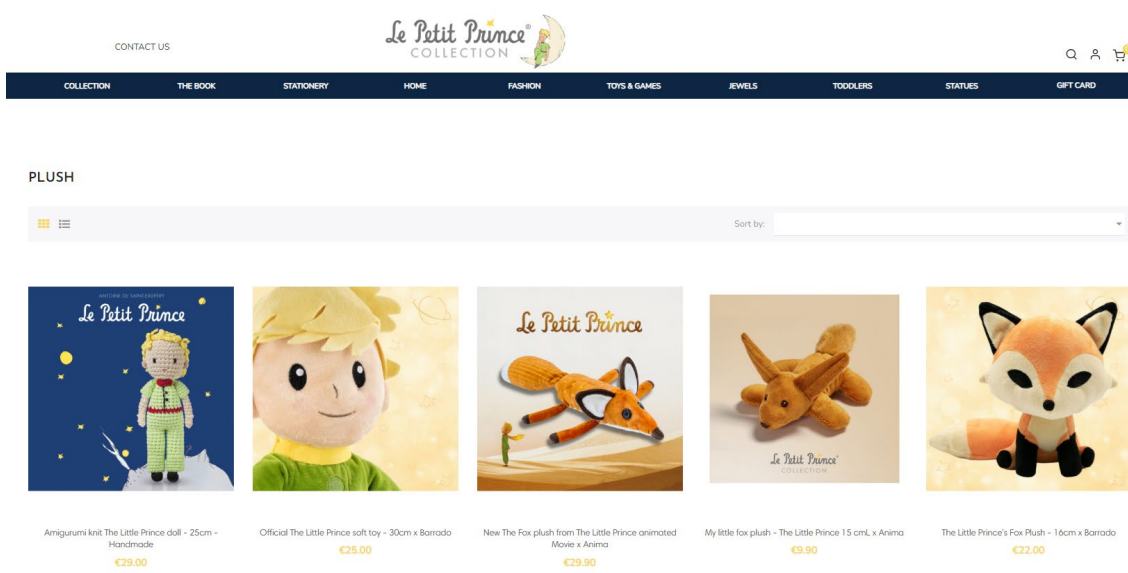 CONTACT US
Le Petit Prince®
COLLECTION
COLLECTION THE BOOK STATIONERY HOME FASHION TOYS & GAMES JEWELS TODDLERS STATUES GIFT CARD
PLUSH
Sort by:
Le Petit Prince
Le Petit Prince
Le Petit Prince®
COLLECTION
Amigurumi knit The Little Prince doll - 25cm -
Handmade
€29.00
Official The Little Prince soft toy - 30cm x Barrado
€25.00
New The Fox plush from The Little Prince animated
Movie x Anima
€29.90
My little fox plush - The Little Prince 15 cmL x Anima
€9.90
The Little Prince's Fox Plush - 16cm x Barrado
€22.00